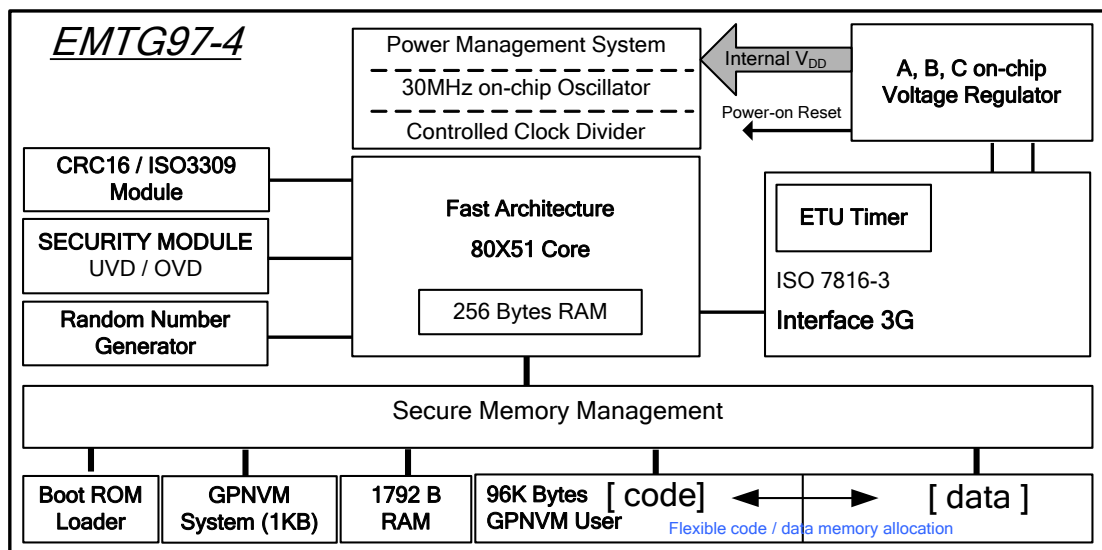 EMTG97-4
Power Management System
30MHz on-chip Oscillator
Controlled Clock Divider
Internal VDD
Power-on Reset
A, B, C on-chip
Voltage Regulator
CRC16 / ISO3309
Module
SECURITY MODULE
UVD / OVD
Random Number
Generator
Fast Architecture
80X51 Core
256 Bytes RAM
ETU Timer
ISO 7816-3
Interface 3G
Secure Memory Management
Boot ROM
Loader
GPNVM
System (1KB)
1792 B
RAM
96K Bytes
GPNVM User
[ code]
[ data ]
Flexible code / data memory allocation